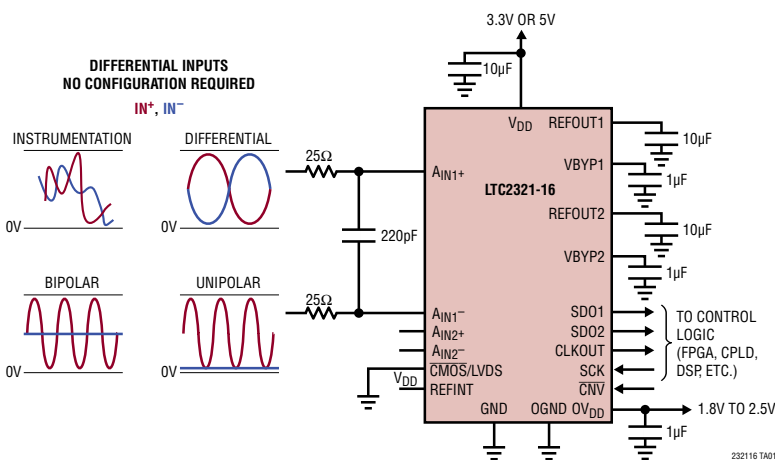 3.3V OR 5V
10µF
DIFFERENTIAL INPUTS
NO CONFIGURATION REQUIRED
IN+, IN−
INSTRUMENTATION
0V
DIFFERENTIAL
0V
BIPOLAR
0V
UNIPOLAR
0V
25Ω
220pF
25Ω
VDD
LTC2321-16
AIN1+
AIN1−
AIN2+
AIN2−
CMOS/LVDS
VDD
REFINT
GND
OGND
OVDD
REFOUT1
10µF
VBYP1
1µF
REFOUT2
10µF
VBYP2
1µF
SDO1
SDO2
CLKOUT
SCK
CNV
TO CONTROL
LOGIC
(FPGA, CPLD,
DSP, ETC.)
1.8V TO 2.5V
1µF
232116 TA01